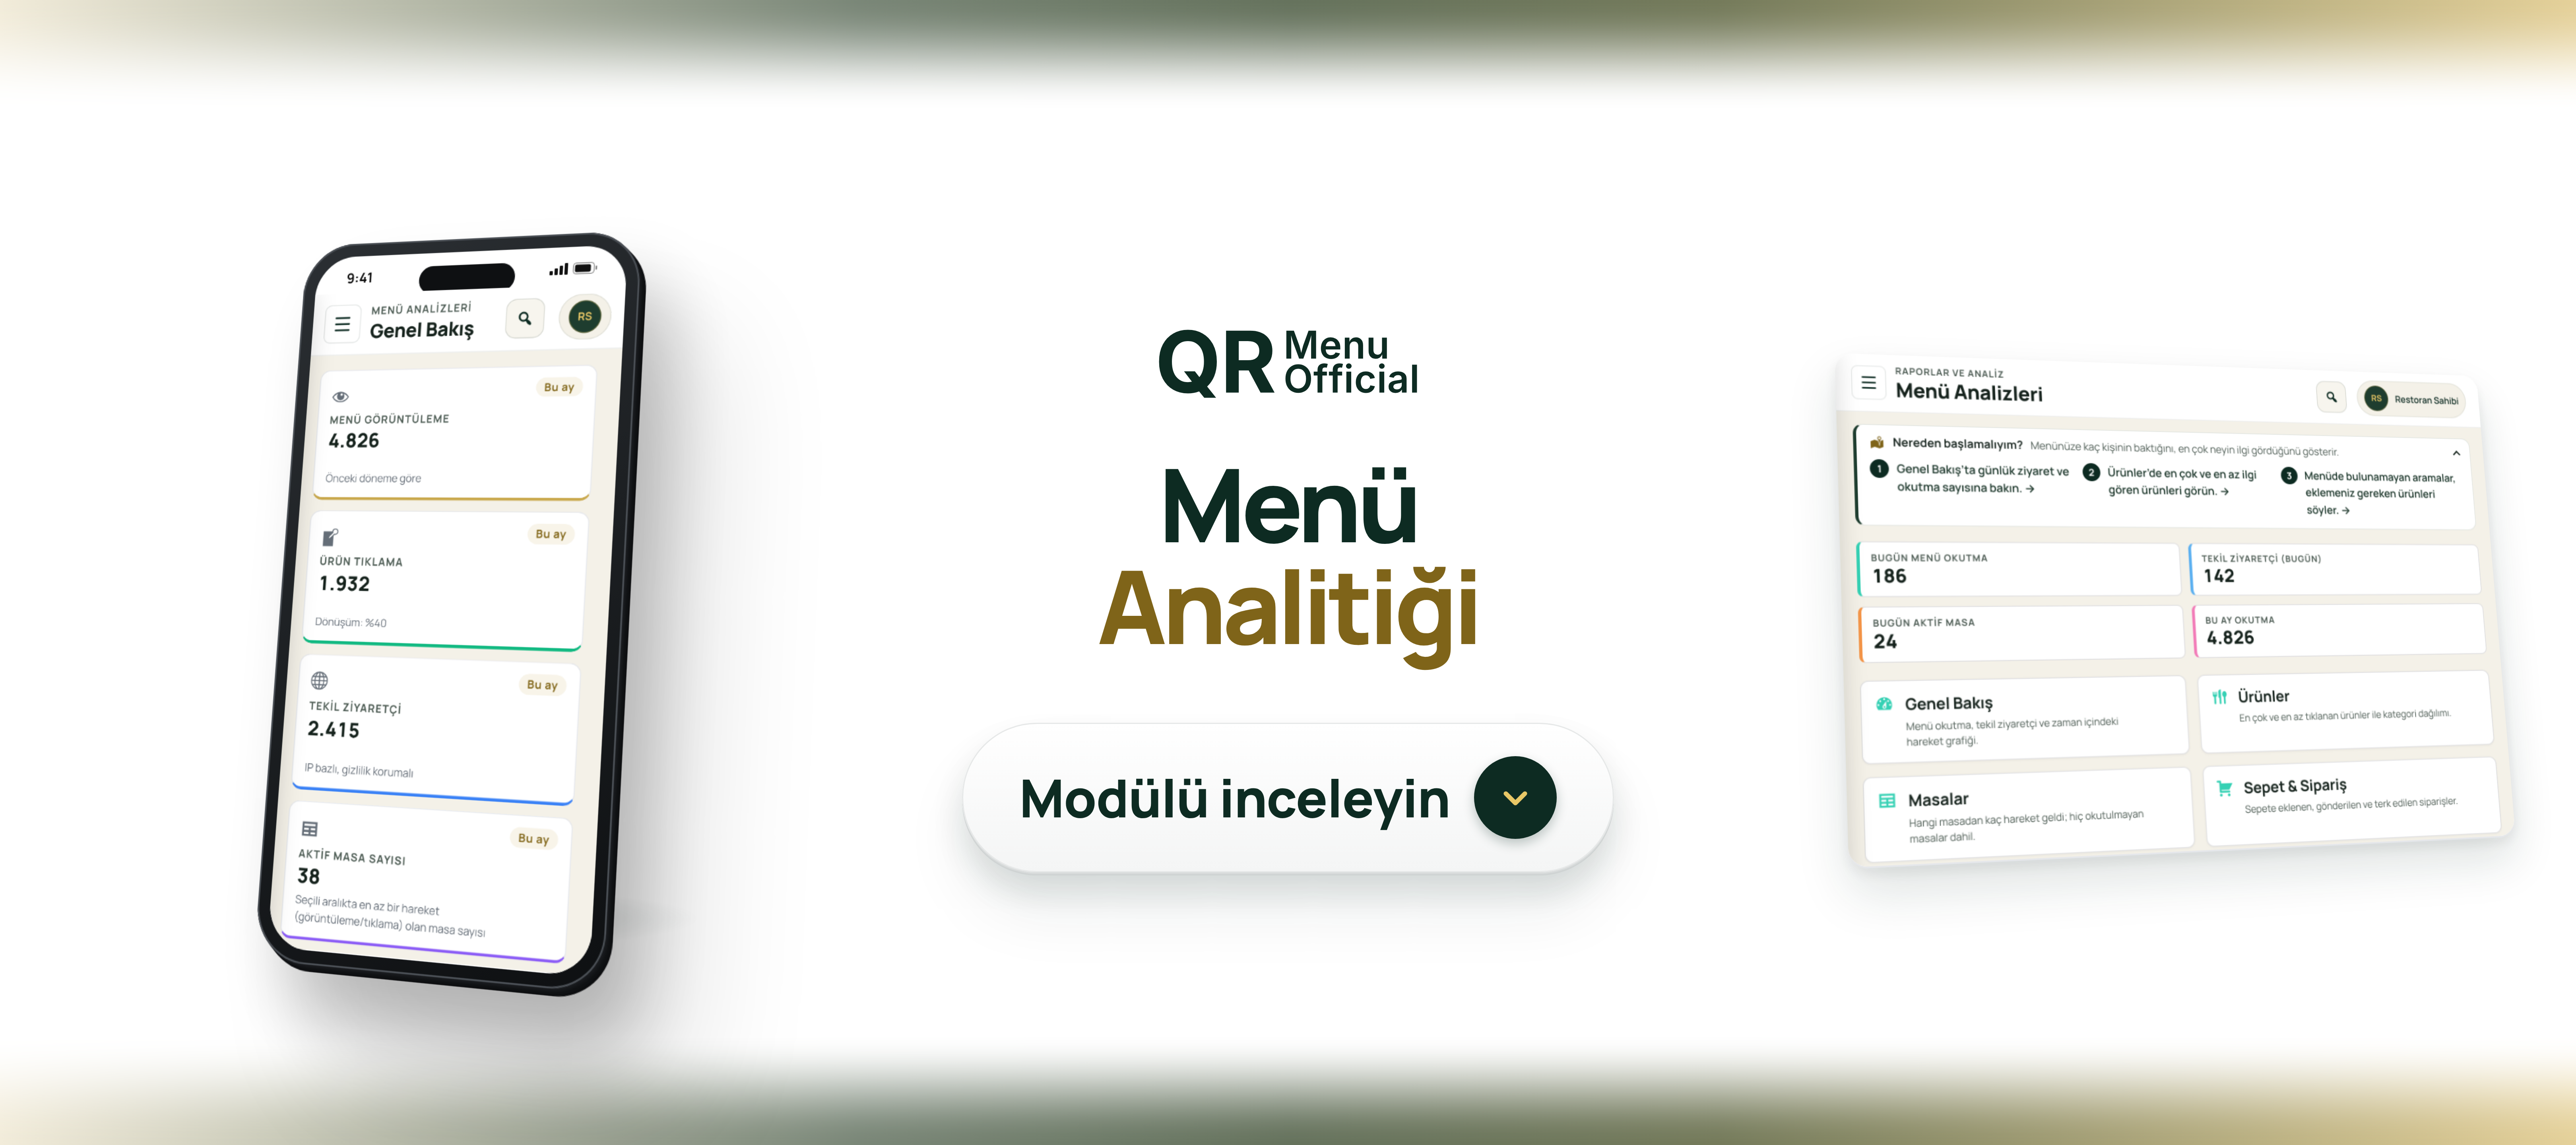 9:41
MENÜ ANALİZLERİ
Genel Bakış
RS
Bu ay
MENÜ GÖRÜNTÜLEME
4.826
Önceki döneme göre
Bu ay
ÜRÜN TIKLAMA
1.932
Dönüşüm: %40
Bu ay
TEKİL ZİYARETÇİ
2.415
IP bazlı, gizlilik korumalı
Bu ay
AKTİF MASA SAYISI
38
Seçili aralıkta en az bir hareket
(görüntüleme/tıklama) olan masa sayısı
QR Menu
Official
Menü
Analitiği
Modülü inceleyin
RAPORLAR VE ANALİZ
Menü Analizleri
RS Restoran Sahibi
Nereden başlamalıyım? Menünüze kaç kişinin baktığını, en çok neyin ilgi gördüğünü gösterir.
1 Genel Bakış'ta günlük ziyaret ve
okutma sayısına bakın. →
2 Ürünler'de en çok ve en az ilgi
gören ürünleri görün. →
3 Menüde bulunamayan aramalar,
eklemeniz gereken ürünleri
söyler. →
BUGÜN MENÜ OKUTMA
186
TEKİL ZİYARETÇİ (BUGÜN)
142
BUGÜN AKTİF MASA
24
BU AY OKUTMA
4.826
Genel Bakış
Menü okutma, tekil ziyaretçi ve zaman içindeki
hareket grafiği.
Ürünler
En çok ve en az tıklanan ürünler ile kategori dağılımı.
Masalar
Hangi masadan kaç hareket geldi; hiç okutulmayan
masalar dahil.
Sepet & Sipariş
Sepete eklenen, gönderilen ve terk edilen siparişler.